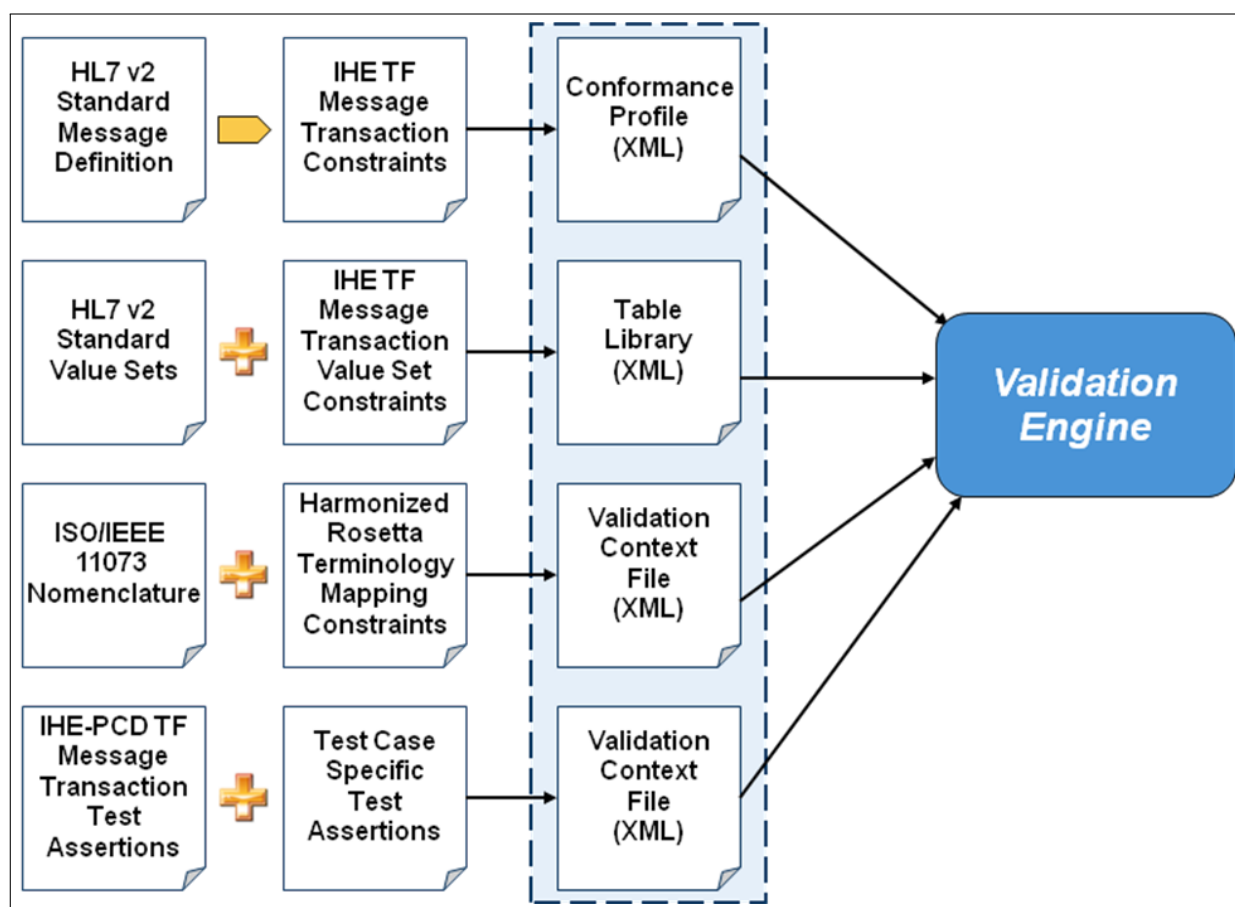 HL7 v2
Standard
Message
Definition
IHE TF
Message
Transaction
Constraints
Conformance
Profile
(XML)
HL7 v2
Standard
Value Sets
IHE TF
Message
Transaction
Value Set
Constraints
Table
Library
(XML)
Validation
Engine
ISO/IEEE
11073
Nomenclature
Harmonized
Rosetta
Terminology
Mapping
Constraints
Validation
Context
File
(XML)
IHE-PCD TF
Message
Transaction
Test
Assertions
Test Case
Specific
Test
Assertions
Validation
Context
File
(XML)